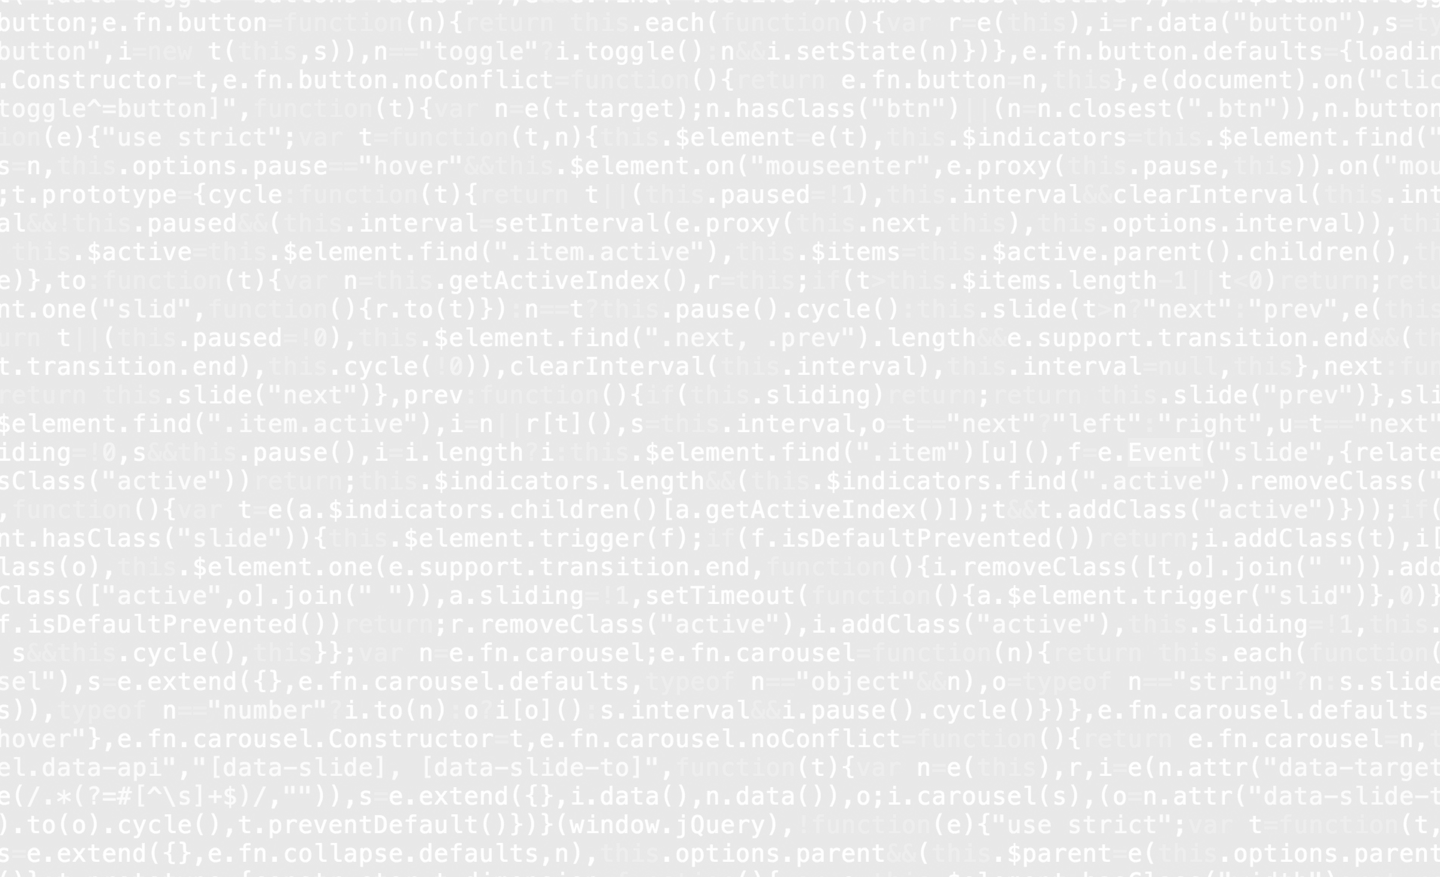 button;e.fn.button=function(n){return this.each(function(){var r=e(this),i=r.data("button"),s=ty
button",i=new t(this,s)),n=="toggle"?i.toggle():n&&i.setState(n)})},e.fn.button.defaults={loadin
.Constructor=t,e.fn.button.noConflict=function(){return e.fn.button=n,this},e(document).on("clic
toggle^=button]",function(t){var n=e(t.target);n.hasClass("btn")||(n=n.closest(".btn")),n.button
ion(e){"use strict";var t=function(t,n){this.$element=e(t),this.$indicators=this.$element.find("
s=n,this.options.pause=="hover"&&this.$element.on("mouseenter",e.proxy(this.pause,this)).on("mou
;t.prototype={cycle:function(t){return t||(this.paused=!1),this.interval&&clearInterval(this.int
al&&!this.paused&&(this.interval=setInterval(e.proxy(this.next,this),this.options.interval)),thi
this.$active=this.$element.find(".item.active"),this.$items=this.$active.parent().children(),th
e)},to:function(t){var n=this.getActiveIndex(),r=this;if(t>this.$items.length-1||t<0)return;retu
nt.one("slid",function(){r.to(t)}):n==t?this.pause().cycle():this.slide(t>n?"next":"prev",e(this
urn t||(this.paused=!0),this.$element.find(".next, .prev").length&&e.support.transition.end&&(th
t.transition.end),this.cycle(!0)),clearInterval(this.interval),this.interval=null,this},next:fun
return this.slide("next")},prev:function(){if(this.sliding)return;return this.slide("prev")},sli
$element.find(".item.active"),i=n||r[t](),s=this.interval,o=t=="next"?"left":"right",u=t=="next"
iding=!0,s&&this.pause(),i=i.length?i:this.$element.find(".item")[u](),f=e.Event("slide",{relate
sClass("active"))return;this.$indicators.length&&(this.$indicators.find(".active").removeClass("
,function(){var t=e(a.$indicators.children()[a.getActiveIndex()]);t&&t.addClass("active")}));if(
nt.hasClass("slide")){this.$element.trigger(f);if(f.isDefaultPrevented())return;i.addClass(t),i[
lass(o),this.$element.one(e.support.transition.end,function(){i.removeClass([t,o].join(" ")).add
Class(["active",o].join(" ")),a.sliding=!1,setTimeout(function(){a.$element.trigger("slid")},0)}
f.isDefaultPrevented())return;r.removeClass("active"),i.addClass("active"),this.sliding=!1,this.
s&&this.cycle(),this}};var n=e.fn.carousel;e.fn.carousel=function(n){return this.each(function(
sel"),s=e.extend({},e.fn.carousel.defaults,typeof n=="object"&&n),o=typeof n=="string"?n:s.slide
s)),typeof n=="number"?i.to(n):o?i[o]():s.interval&&i.pause().cycle()})},e.fn.carousel.defaults=
hover"},e.fn.carousel.Constructor=t,e.fn.carousel.noConflict=function(){return e.fn.carousel=n,t
el.data-api","[data-slide], [data-slide-to]",function(t){var n=e(this),r,i=e(n.attr("data-target
e(/.*(?=#[^\s]+$)/,"")),s=e.extend({},i.data(),n.data()),o;i.carousel(s),(o=n.attr("data-slide-t
).to(o).cycle(),t.preventDefault()})}(window.jQuery),!function(e){"use strict";var t=function(t,
s=e.extend({},e.fn.collapse.defaults,n),this.options.parent&&(this.$parent=e(this.options.parent